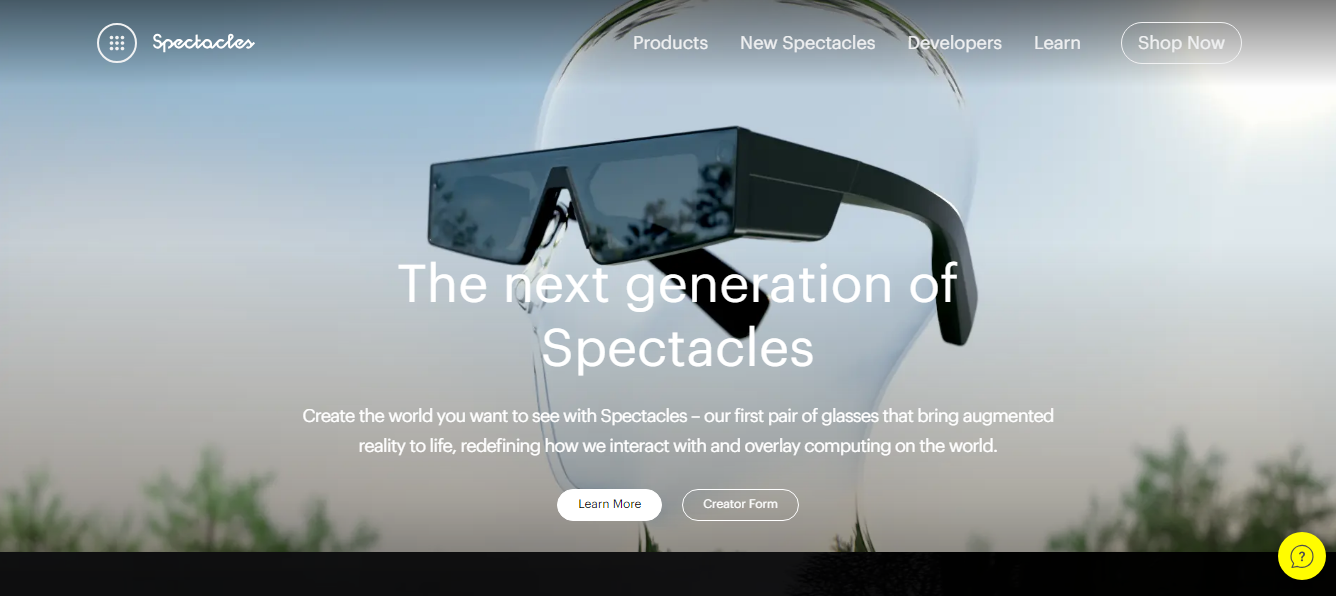 Spectacles
Products
New Spectacles
Developers
Learn
Shop Now
The next generation of
Spectacles
Create the world you want to see with Spectacles – our first pair of glasses that bring augmented
reality to life, redefining how we interact with and overlay computing on the world.
Learn More
Creator Form
?